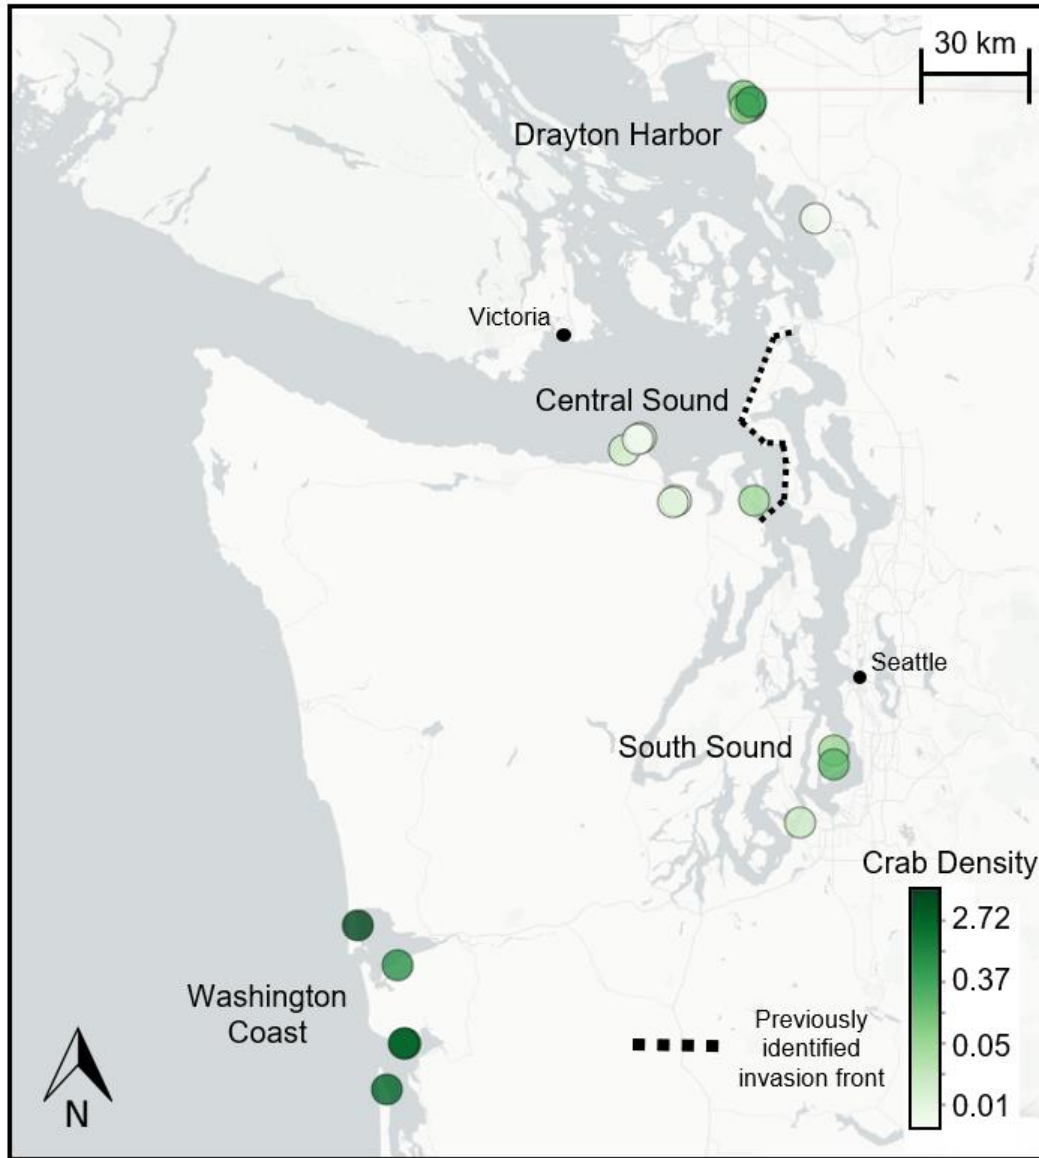 30 km
Drayton Harbor
Victoria
Central Sound
Seattle
South Sound
Crab Density
2.72
0.37
0.05
0.01
Washington
Coast
Previously
identified
invasion front
N